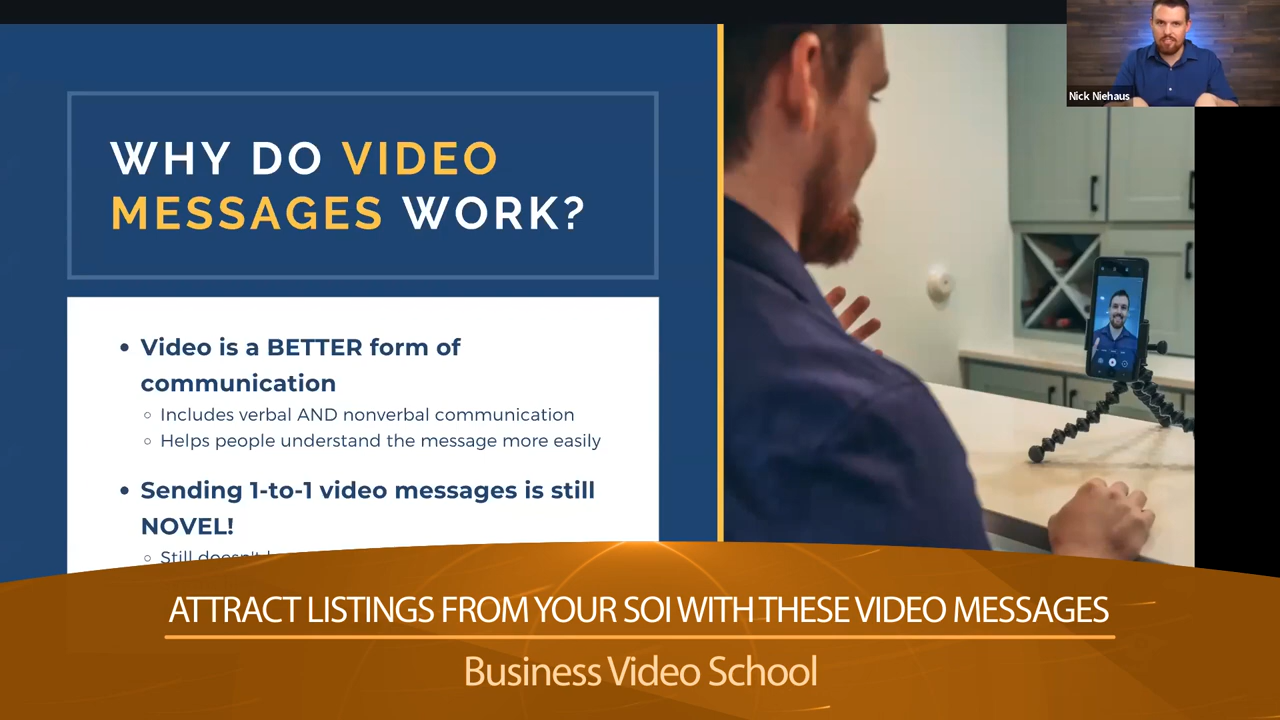 Nick Niehaus
WHY DO VIDEO
MESSAGES WORK?
Video is a BETTER form of
communication
Includes verbal AND nonverbal communication
Helps people understand the message more easily
Sending 1-to-1 video messages is still
NOVEL!
Still
ATTRACT LISTINGS FROM YOUR SOI WITH THESE VIDEO MESSAGES
Business Video School